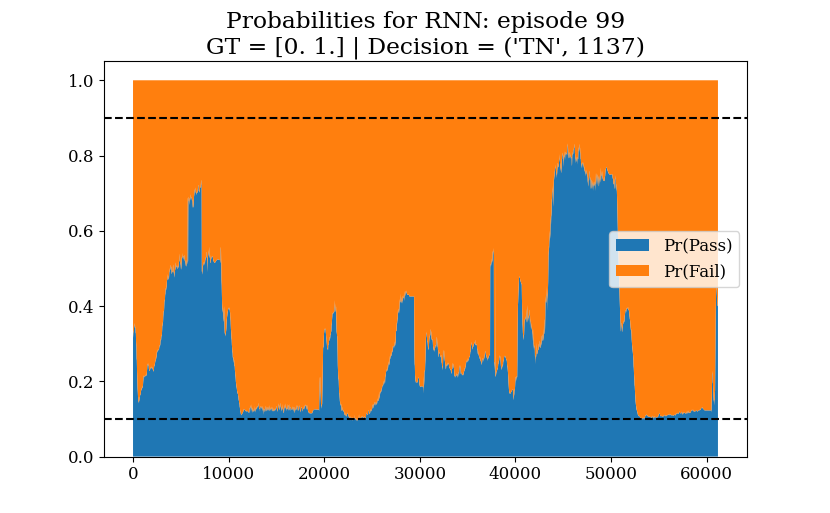 Probabilities for RNN: episode 99
GT = [0. 1.] | Decision = ('TN', 1137)
1.0
0.8
0.6
0.4
0.2
0.0
Pr(Pass)
Pr(Fail)
0 10000 20000 30000 40000 50000 60000